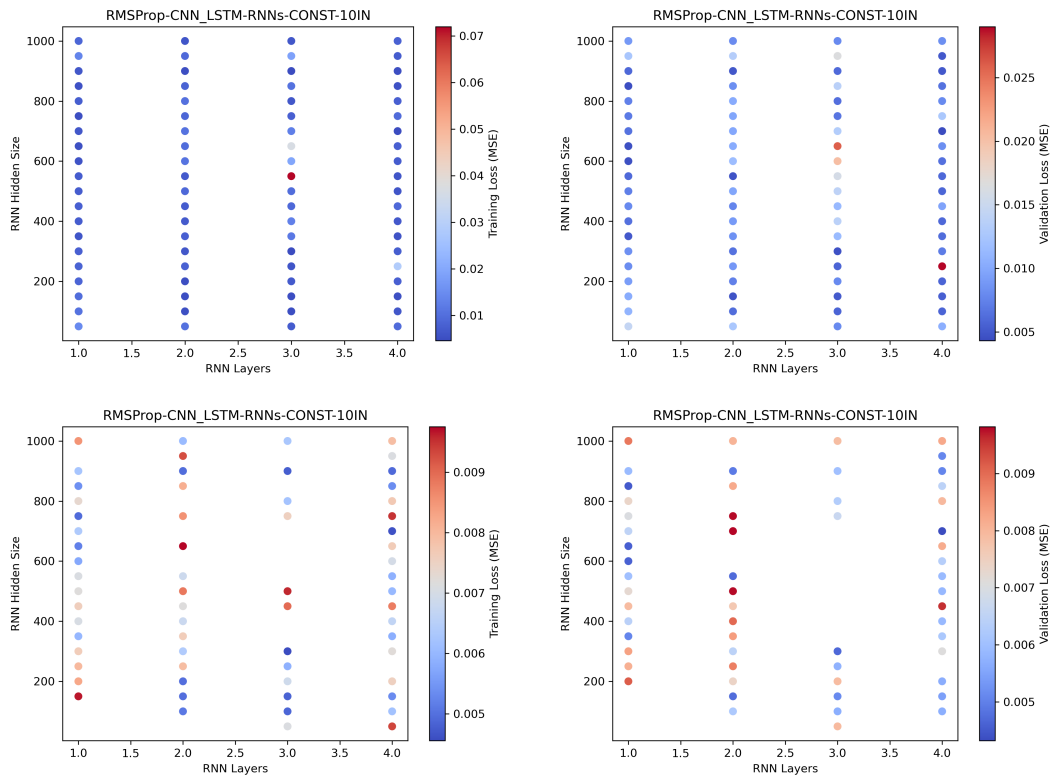 RMSProp-CNN_LSTM-RNNs-CONST-10IN
RNN Hidden Size
1000
800
600
400
200
1.0 1.5 2.0 2.5 3.0 3.5 4.0
RNN Layers
0.07
0.06
0.05
0.04
0.03
0.02
0.01
Training Loss (MSE)
RMSProp-CNN_LSTM-RNNs-CONST-10IN
RNN Hidden Size
1000
800
600
400
200
1.0 1.5 2.0 2.5 3.0 3.5 4.0
RNN Layers
0.025
0.020
0.015
0.010
0.005
Validation Loss (MSE)
RMSProp-CNN_LSTM-RNNs-CONST-10IN
RNN Hidden Size
1000
800
600
400
200
1.0 1.5 2.0 2.5 3.0 3.5 4.0
RNN Layers
0.009
0.008
0.007
0.006
0.005
Training Loss (MSE)
RMSProp-CNN_LSTM-RNNs-CONST-10IN
RNN Hidden Size
1000
800
600
400
200
1.0 1.5 2.0 2.5 3.0 3.5 4.0
RNN Layers
0.009
0.008
0.007
0.006
0.005
Validation Loss (MSE)